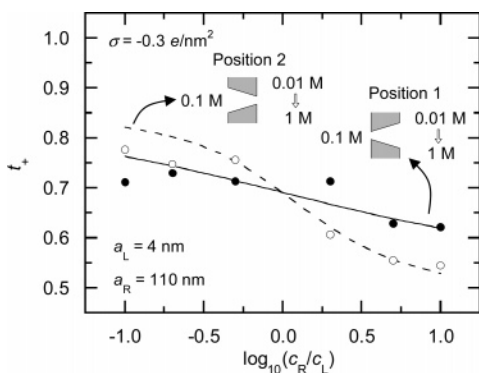 σ = -0.3 e/nm²
Position 2
0.1 M
0.01 M
1 M
Position 1
0.1 M
0.01 M
1 M
a_L = 4 nm
a_R = 110 nm
t₊
1.0
0.9
0.8
0.7
0.6
0.5
-1.0 -0.5 0.0 0.5 1.0
log₁₀(c_R/c_L)